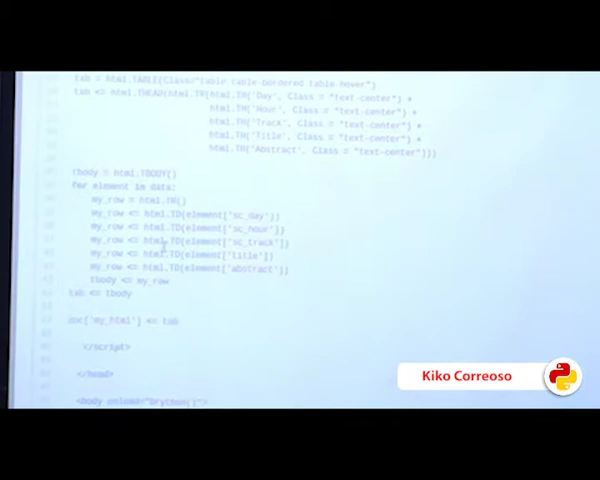 tab = html.TABLE(Class="table table-bordered table-hover")
tab <= html.THEAD(html.TR(html.TH('Day', Class = "text-center") +
html.TH('Hour', Class = "text-center") +
html.TH('Track', Class = "text-center") +
html.TH('Title', Class = "text-center") +
html.TH('Abstract', Class = "text-center")))
tbody = html.TBODY()
for element in data:
my_row = html.TR()
my_row <= html.TD(element['sc_day'])
my_row <= html.TD(element['sc_hour'])
my_row <= html.TD(element['sc_track'])
my_row <= html.TD(element['title'])
my_row <= html.TD(element['abstract'])
tbody <= my_row
tab <= tbody
doc['my_html'] <= tab
</script>
</head>
<body onload="brython()">
Kiko Correoso